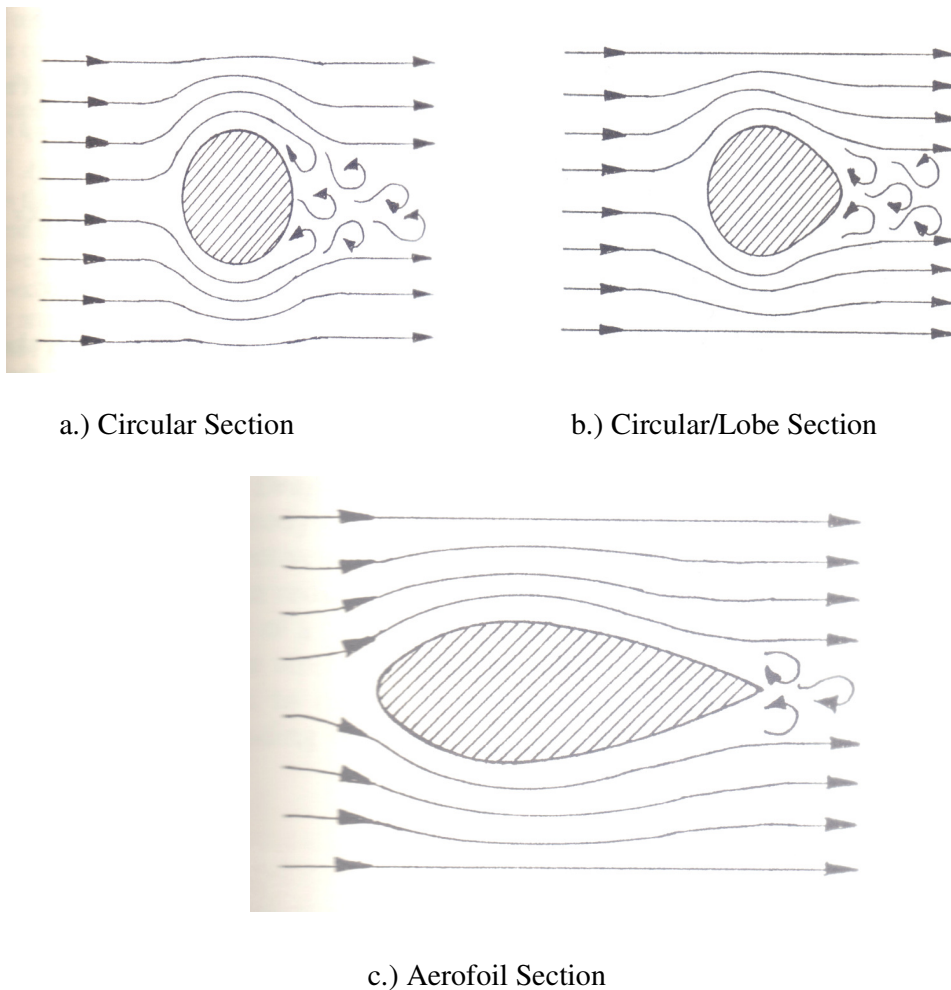 a.) Circular Section
b.) Circular/Lobe Section
c.) Aerofoil Section